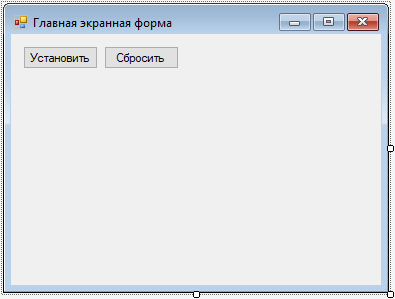 Главная экранная форма
Установить Сбросить